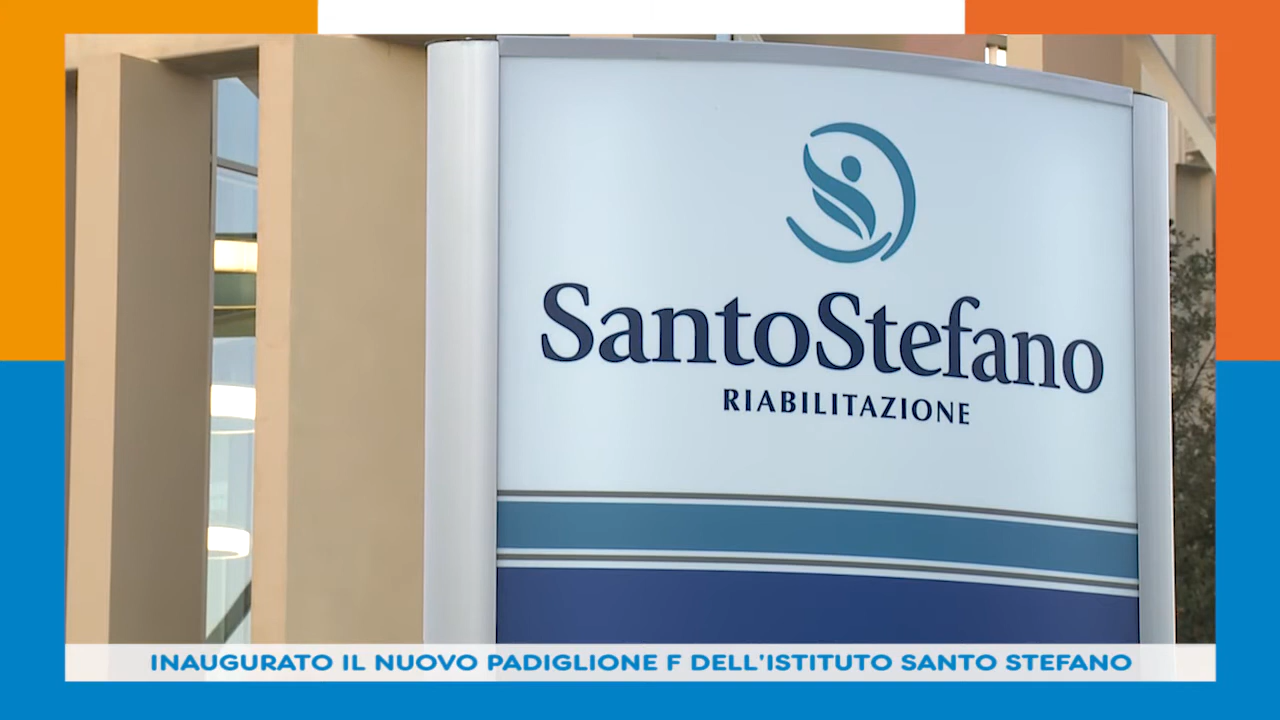 SantoStefano
RIABILITAZIONE
INAUGURATO IL NUOVO PADIGLIONE F DELL'ISTITUTO SANTO STEFANO